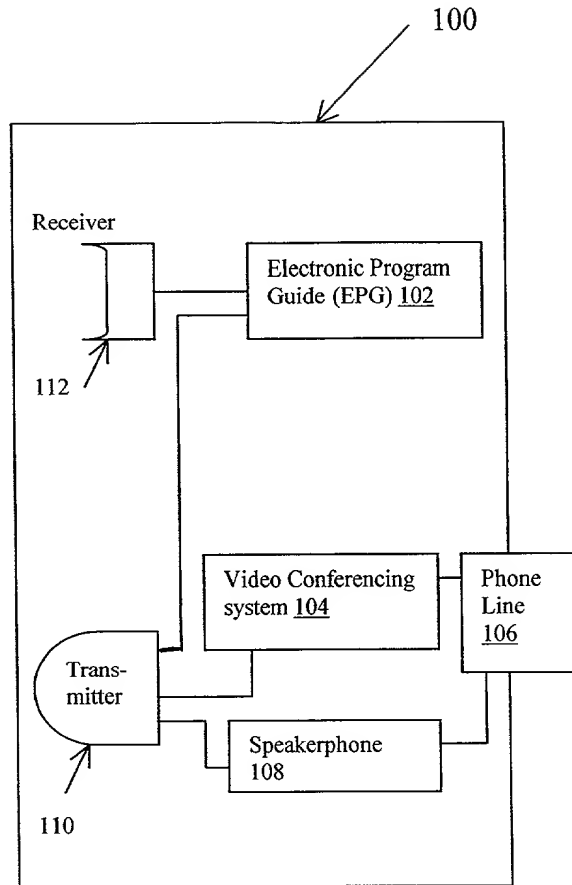 100
Receiver
Electronic Program
Guide (EPG) 102
112
Video Conferencing
system 104
Phone
Line
106
Trans-
mitter
Speakerphone
108
110